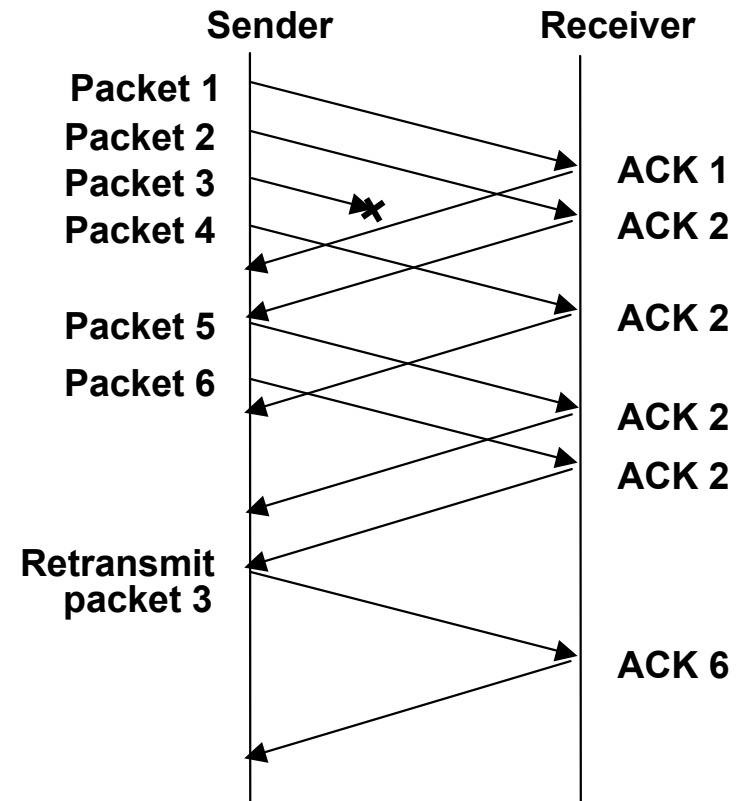 Sender
Receiver
Packet 1
Packet 2
Packet 3
Packet 4
Packet 5
Packet 6
Retransmit
packet 3
ACK 1
ACK 2
ACK 2
ACK 2
ACK 2
ACK 6